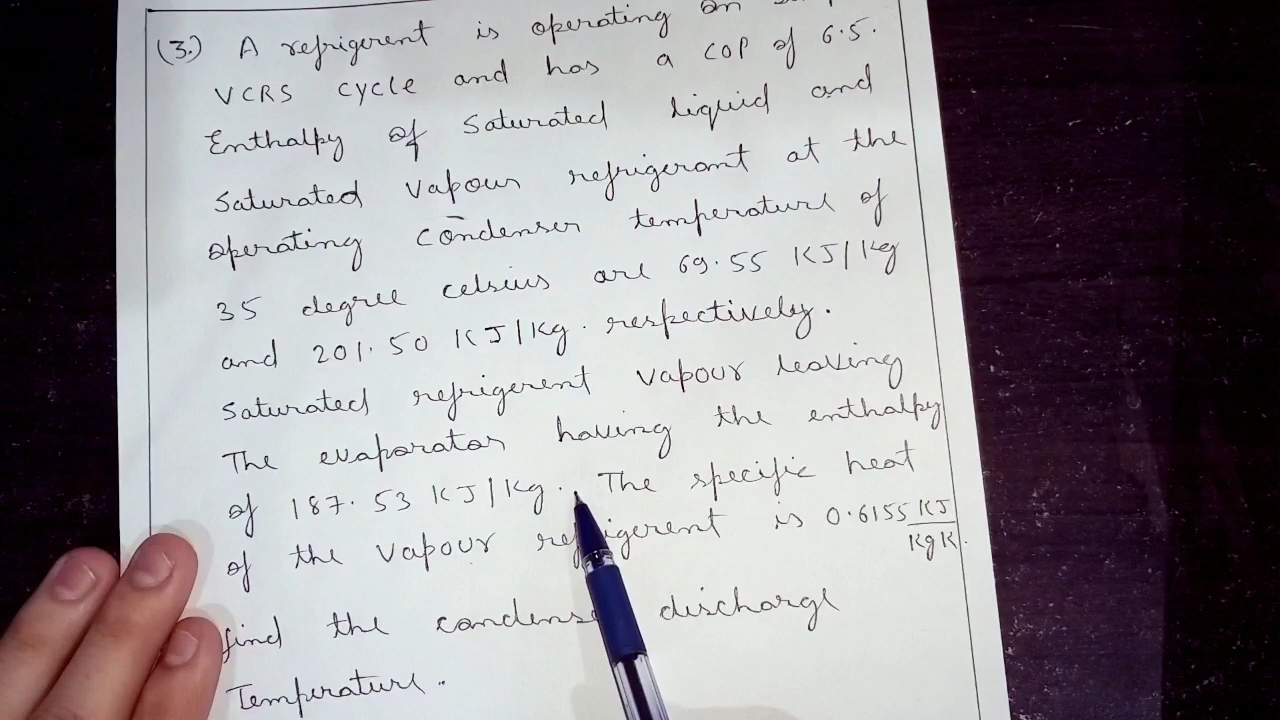 (3.) A refrigerent is operating on
VCRS cycle and has a COP of 6.5.
Enthalpy of saturated liquid and
saturated vapour refrigerant at the
operating condenser temperature of
35 degree celsius are 69.55 KJ/kg
and 201.50 KJ/Kg. respectively.
saturated refrigerent vapour leaving
The evaporator having the enthalpy
of 187.53 KJ/Kg. The specific heat
of the vapour refrigerent is 0.6155 KJ/KgK.
find the condense discharge
Temperature.